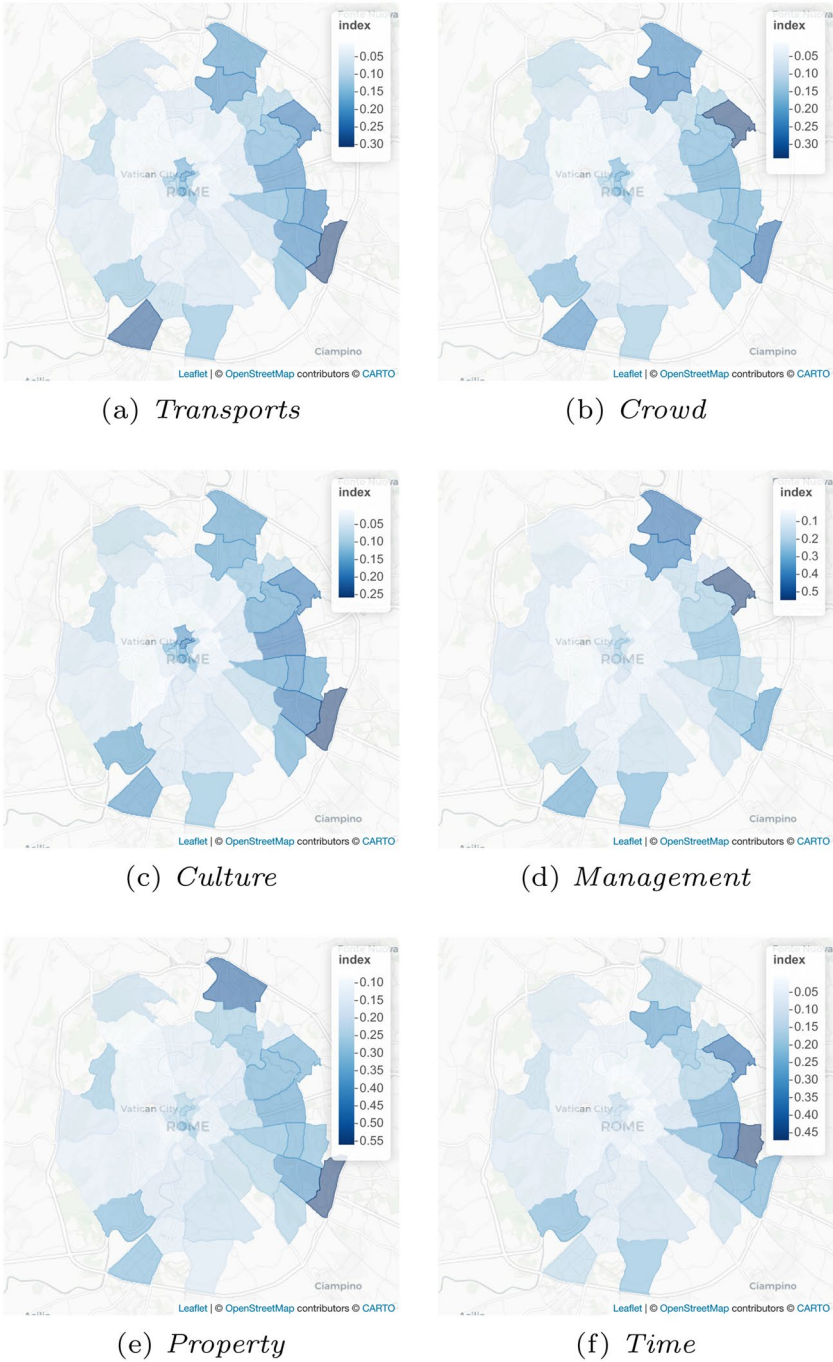 index
0.05
0.10
0.15
0.20
0.25
0.30
Vatican City
ROME
Ciampino
Leaflet | © OpenStreetMap contributors © CARTO
(a) Transports
index
0.05
0.10
0.15
0.20
0.25
0.30
Vatican City
ROME
Ciampino
Leaflet | © OpenStreetMap contributors © CARTO
(b) Crowd
index
0.05
0.10
0.15
0.20
0.25
Vatican City
ROME
Ciampino
Leaflet | © OpenStreetMap contributors © CARTO
(c) Culture
index
0.1
0.2
0.3
0.4
0.5
Vatican City
ROME
Ciampino
Leaflet | © OpenStreetMap contributors © CARTO
(d) Management
index
0.10
0.15
0.20
0.25
0.30
0.35
0.40
0.45
0.50
0.55
Vatican City
ROME
Ciampino
Leaflet | © OpenStreetMap contributors © CARTO
(e) Property
index
0.05
0.10
0.15
0.20
0.25
0.30
0.35
0.40
0.45
Vatican City
ROME
Ciampino
Leaflet | © OpenStreetMap contributors © CARTO
(f) Time